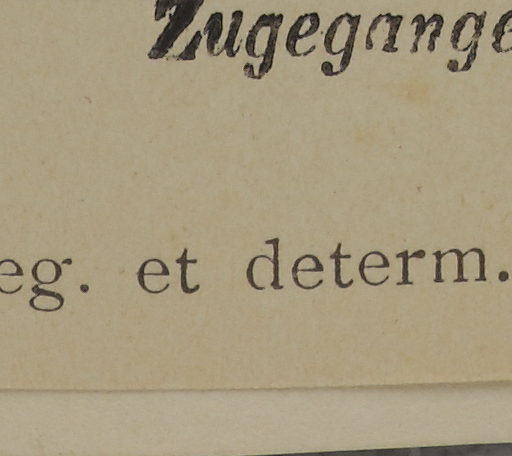 Zugegange
eg. et determ.